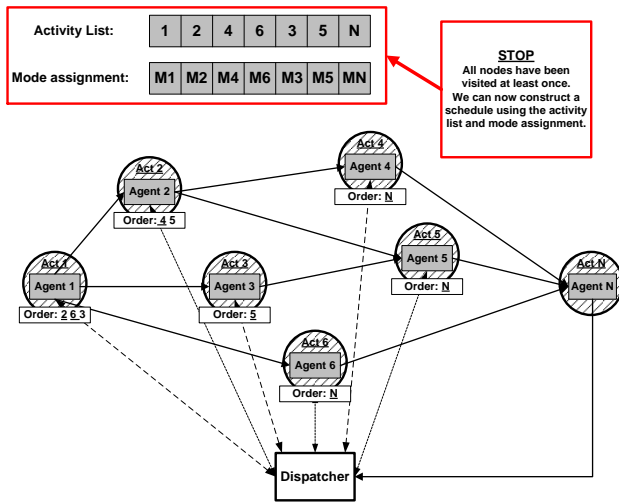 Activity List: 1 2 4 6 3 5 N
Mode assignment: M1 M2 M4 M6 M3 M5 MN
STOP
All nodes have been
visited at least once.
We can now construct a
schedule using the activity
list and mode assignment.
Act 4
Agent 4
Order: N
Act 2
Agent 2
Order: 4 5
Act 5
Agent 5
Order: N
Act 1
Agent 1
Order: 2 6 3
Act 3
Agent 3
Order: 5
Act N
Agent N
Act 6
Agent 6
Order: N
Dispatcher